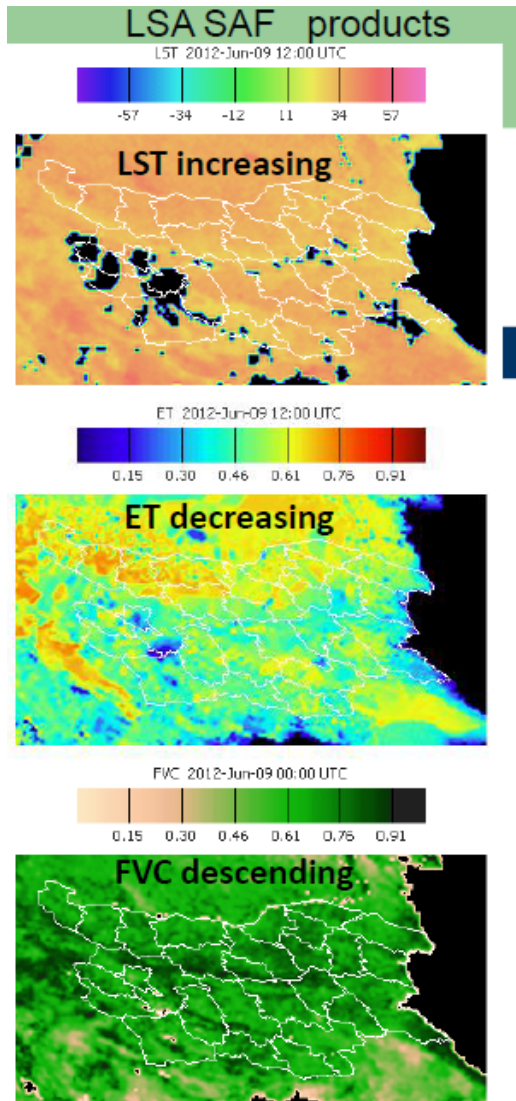 LSA SAF products
LST 2012-Jun-09 12:00 UTC
-57 -34 -12 11 34 57
LST increasing
ET 2012-Jun-09 12:00 UTC
0.15 0.30 0.46 0.61 0.76 0.91
ET decreasing
FVC 2012-Jun-09 00:00 UTC
0.15 0.30 0.46 0.61 0.76 0.91
FVC descending